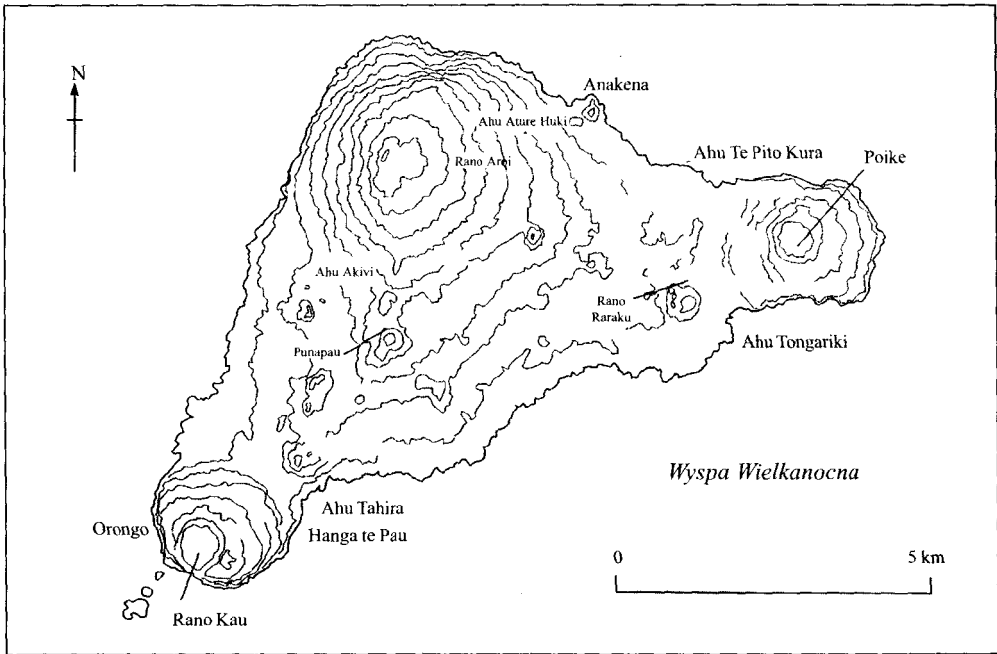 N
Anakena
Ahu Ature Huki
Ahu Te Pito Kura
Poike
Rano Aroi
Ahu Akivi
Rano
Raraku
Punapau
Ahu Tongariki
Wyspa Wielkanocna
Ahu Tahira
Hanga te Pau
Orongo
0
5 km
Rano Kau